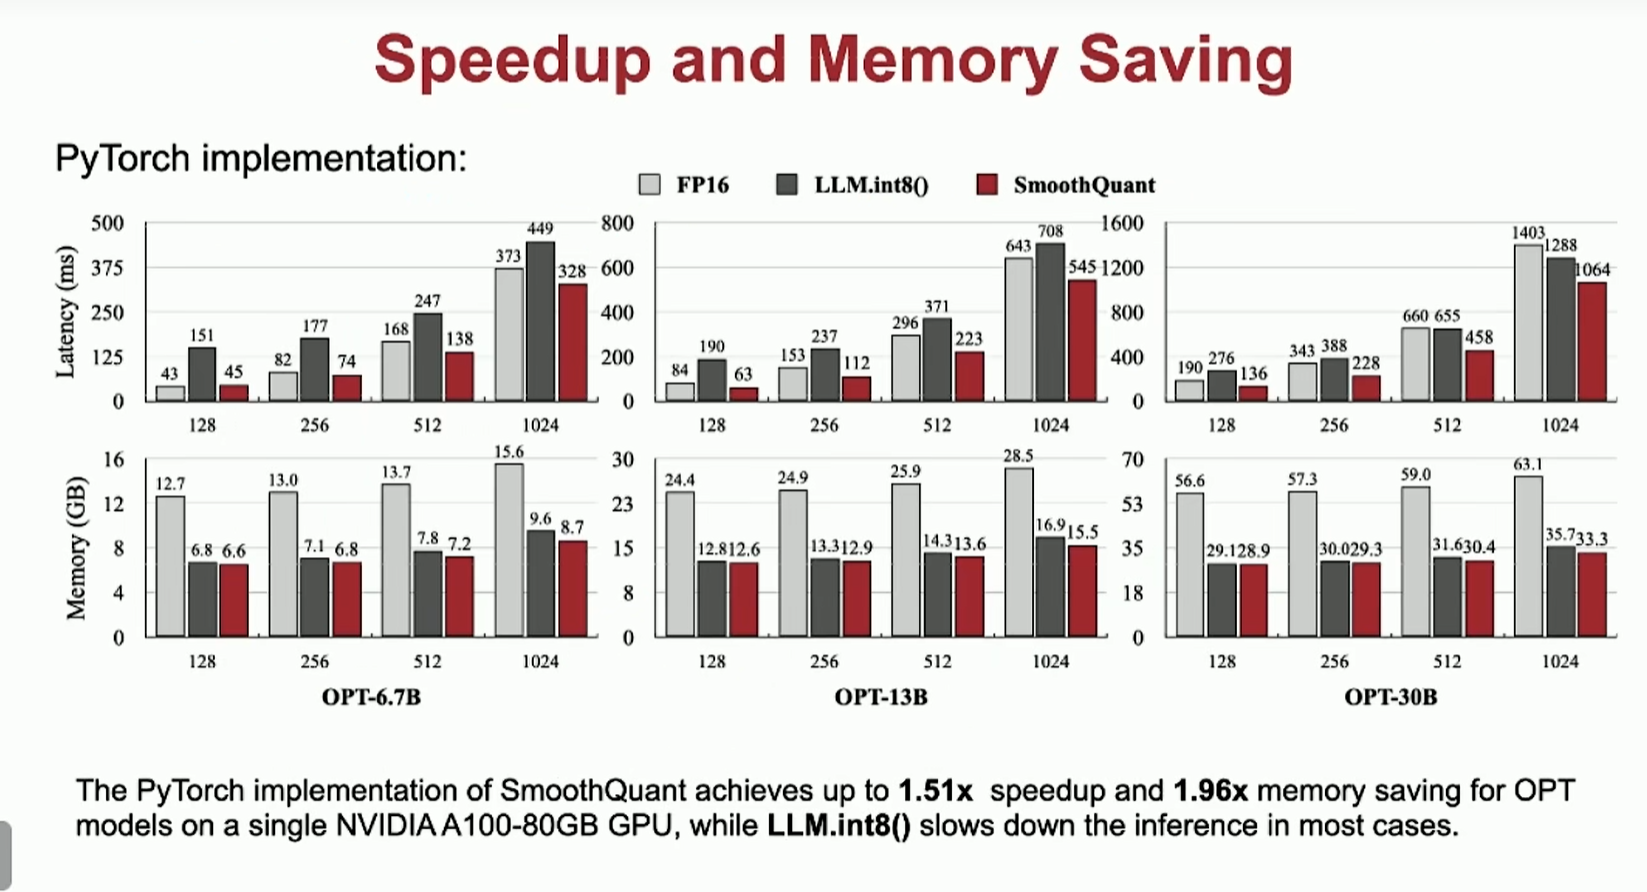 Speedup and Memory Saving
PyTorch implementation:
FP16 LLM.int8() SmoothQuant
Latency (ms)
500 375 250 125 0
43 151 45 82 177 74 168 247 138 373 449 328
128 256 512 1024
800 600 400 200 0
84 190 63 153 237 112 296 371 223 643 708 545
128 256 512 1024
1600 1200 800 400 0
190 276 136 343 388 228 660 655 458 1403 1288 1064
128 256 512 1024
Memory (GB)
16 12 8 4 0
12.7 6.8 6.6 13.0 7.1 6.8 13.7 7.8 7.2 15.6 9.6 8.7
128 256 512 1024
OPT-6.7B
30 23 15 8 0
24.4 12.8 12.6 24.9 13.3 12.9 25.9 14.3 13.6 28.5 16.9 15.5
128 256 512 1024
OPT-13B
70 53 35 18 0
56.6 29.1 28.9 57.3 30.0 29.3 59.0 31.6 30.4 63.1 35.7 33.3
128 256 512 1024
OPT-30B
The PyTorch implementation of SmoothQuant achieves up to 1.51x speedup and 1.96x memory saving for OPT
models on a single NVIDIA A100-80GB GPU, while LLM.int8() slows down the inference in most cases.